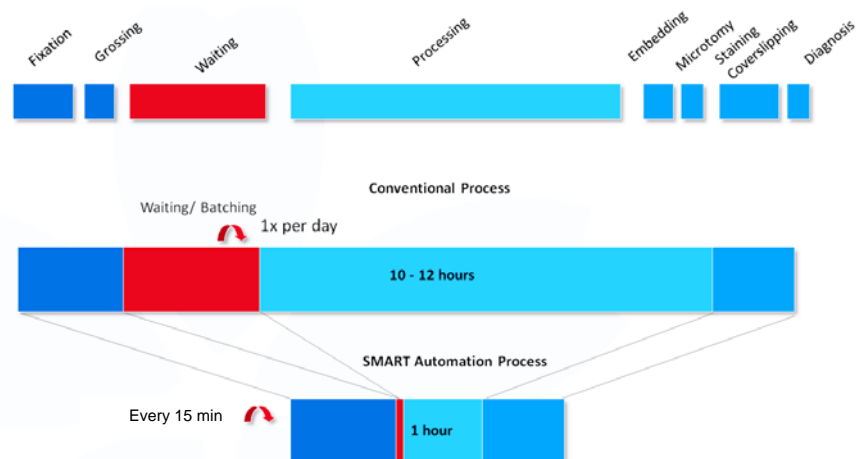 Fixation
Grossing
Waiting
Processing
Embedding
Microtomy
Staining
Coverslipping
Diagnosis
Conventional Process
Waiting/ Batching
1x per day
10 - 12 hours
SMART Automation Process
Every 15 min
1 hour